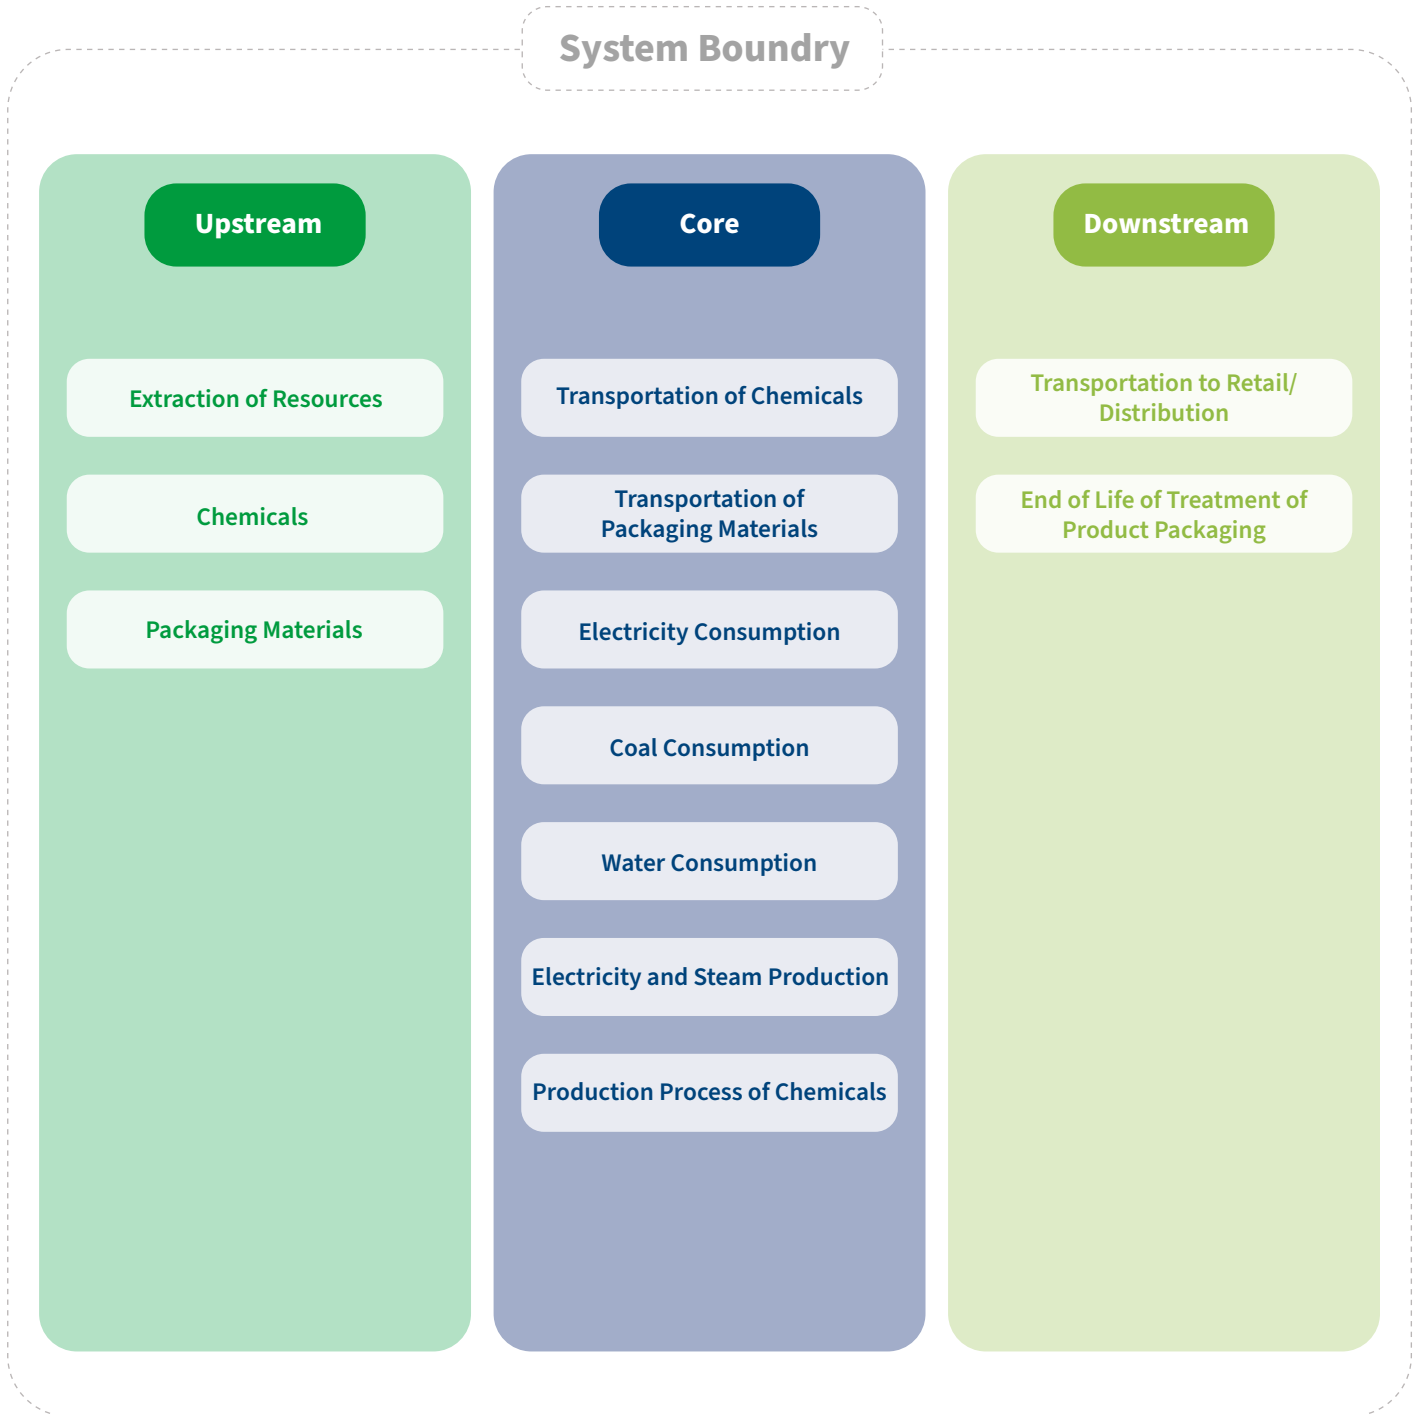 System Boundry
Upstream
Extraction of Resources
Chemicals
Packaging Materials
Core
Transportation of Chemicals
Transportation of
Packaging Materials
Electricity Consumption
Coal Consumption
Water Consumption
Electricity and Steam Production
Production Process of Chemicals
Downstream
Transportation to Retail/
Distribution
End of Life of Treatment of
Product Packaging